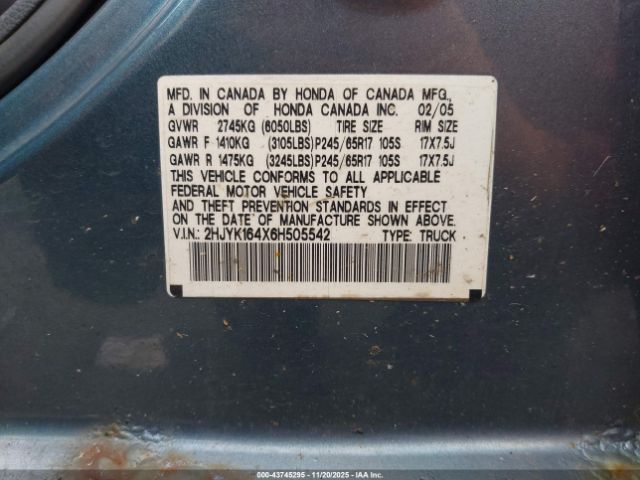 MFD. IN CANADA BY HONDA OF CANADA MFG.,
A DIVISION OF HONDA CANADA INC. 02/05
GVWR 2745KG (6050LBS) TIRE SIZE RIM SIZE
GAWR F 1410KG (3105LBS)P245/65R17 105S 17X7.5J
GAWR R 1475KG (3245LBS)P245/65R17 105S 17X7.5J
THIS VEHICLE CONFORMS TO ALL APPLICABLE
FEDERAL MOTOR VEHICLE SAFETY
AND THEFT PREVENTION STANDARDS IN EFFECT
ON THE DATE OF MANUFACTURE SHOWN ABOVE.
V.I.N.: 2HJYK164X6H505542 TYPE: TRUCK
© 43745295 - 11/20/2025 - IAA, Inc.